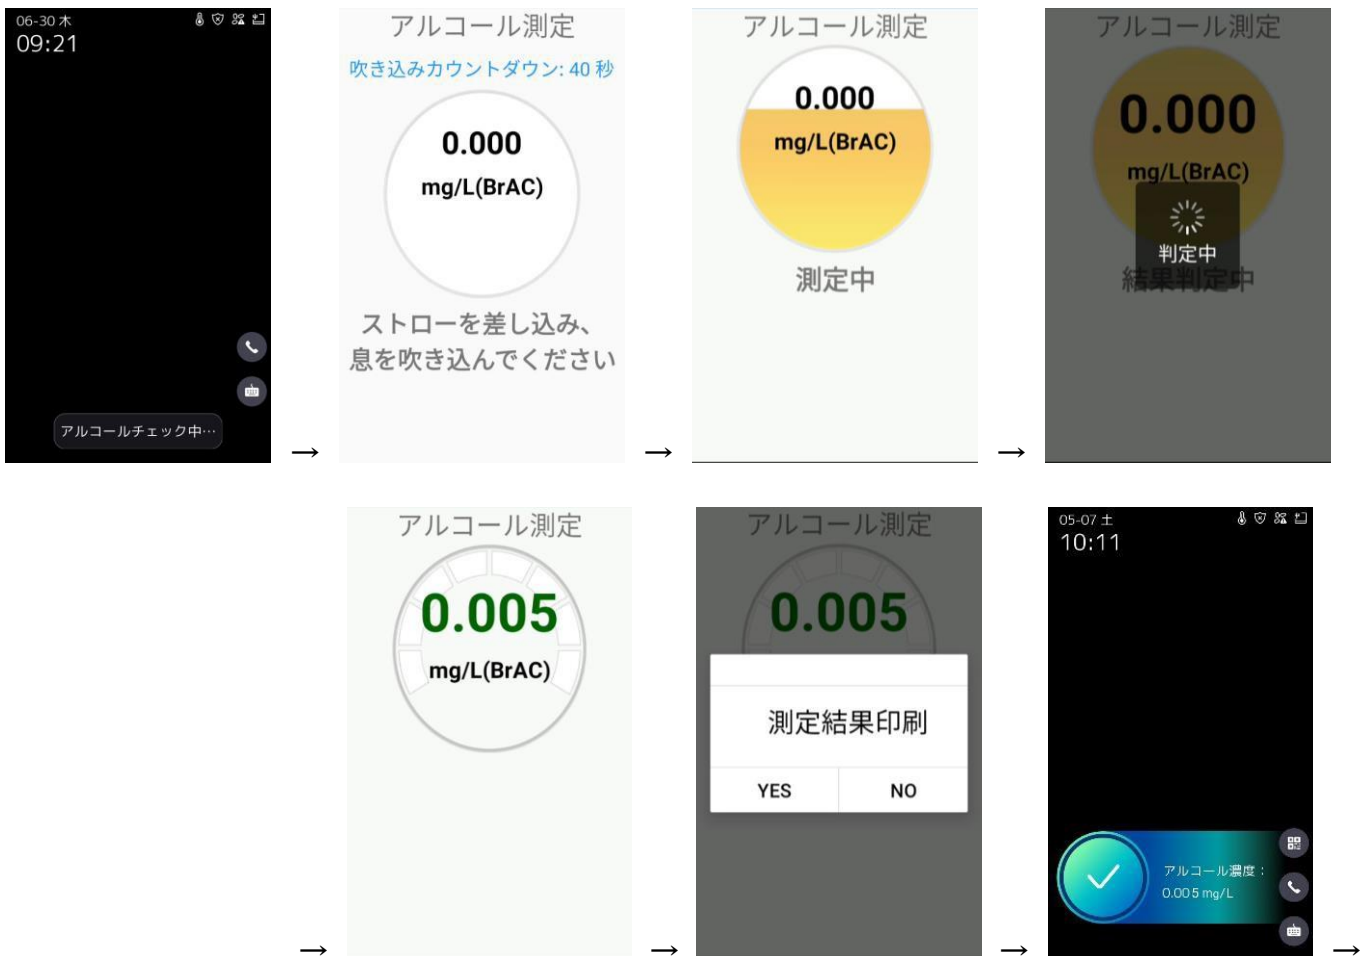 06-30 木
09:21
アルコールチェック中…
→
アルコール測定
吹き込みカウントダウン: 40 秒
0.000
mg/L(BrAC)
ストローを差し込み、
息を吹き込んでください
→
アルコール測定
0.000
mg/L(BrAC)
測定中
→
アルコール測定
0.000
mg/L(BrAC)
判定中
結果判定中
→
アルコール測定
0.005
mg/L(BrAC)
→
アルコール測定
0.005
測定結果印刷
YES
NO
→
05-07 土
10:11
アルコール濃度：
0.005 mg/L
→